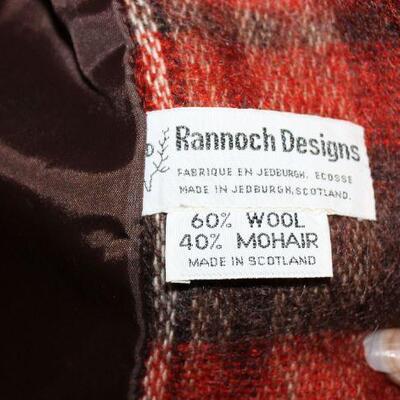 Rannoch Designs
FABRIQUE EN JEDBURGH, ECOSSE
MADE IN JEDBURGH, SCOTLAND.
60% WOOL
40% MOHAIR
MADE IN SCOTLAND